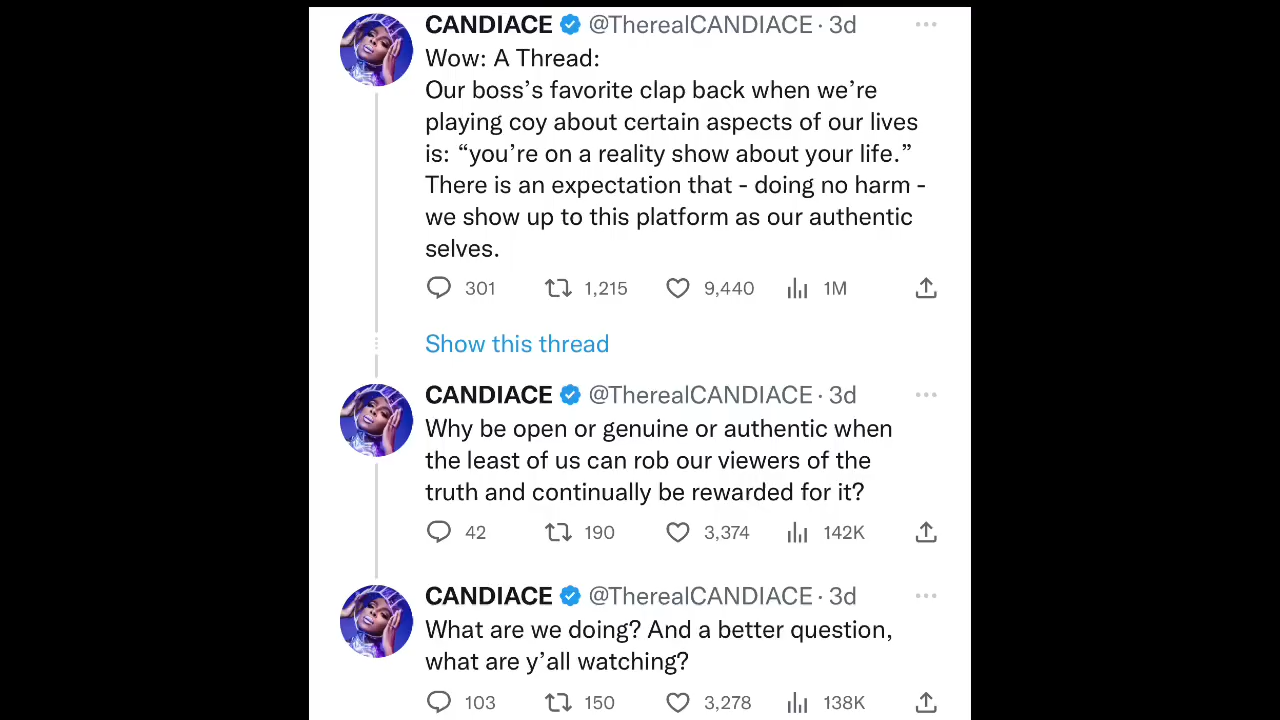 CANDIACE @TherealCANDIACE · 3d
Wow: A Thread:
Our boss’s favorite clap back when we’re
playing coy about certain aspects of our lives
is: “you’re on a reality show about your life.”
There is an expectation that - doing no harm -
we show up to this platform as our authentic
selves.
301 1,215 9,440 1M
Show this thread
CANDIACE @TherealCANDIACE · 3d
Why be open or genuine or authentic when
the least of us can rob our viewers of the
truth and continually be rewarded for it?
42 190 3,374 142K
CANDIACE @TherealCANDIACE · 3d
What are we doing? And a better question,
what are y’all watching?
103 150 3,278 138K